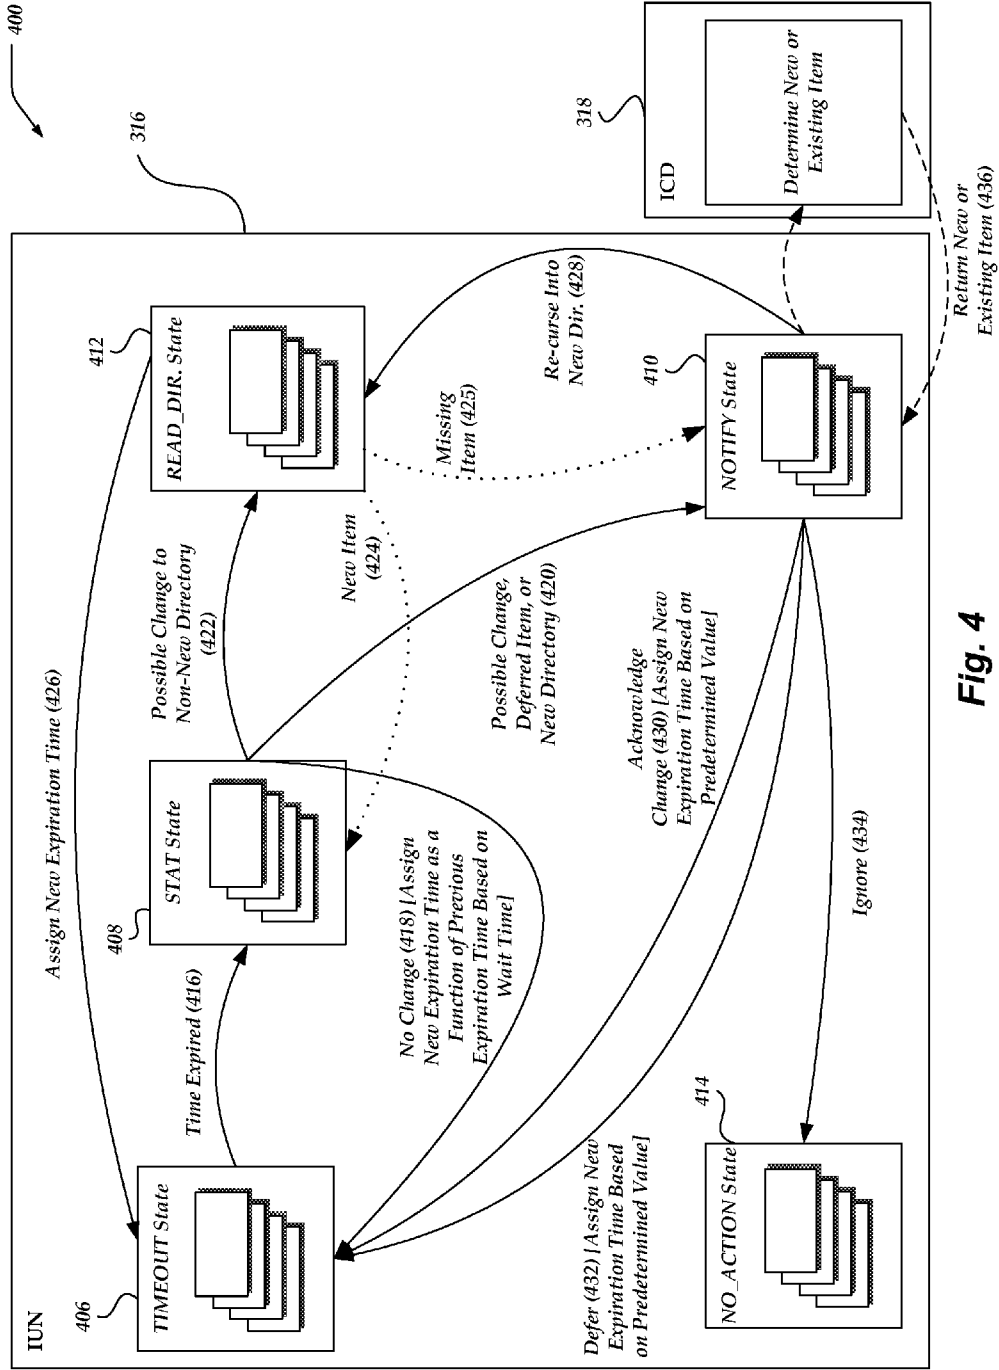 400
IUN
316
406
TIMEOUT State
Time Expired (416)
408
STAT State
Assign New Expiration Time (426)
Possible Change to
Non-New Directory
(422)
412
READ_DIR. State
New Item
(424)
Missing
Item (425)
Re-curse Into
New Dir. (428)
No Change (418) [Assign
New Expiration Time as a
Function of Previous
Expiration Time Based on
Wait Time]
Possible Change,
Deferred Item, or
New Directory (420)
410
NOTIFY State
Acknowledge
Change (430) [Assign New
Expiration Time Based on
Predetermined Value]
Defer (432) [Assign New
Expiration Time Based
on Predetermined Value]
Ignore (434)
414
NO_ACTION State
318
ICD
Determine New or
Existing Item
Return New or
Existing Item (436)
Fig. 4